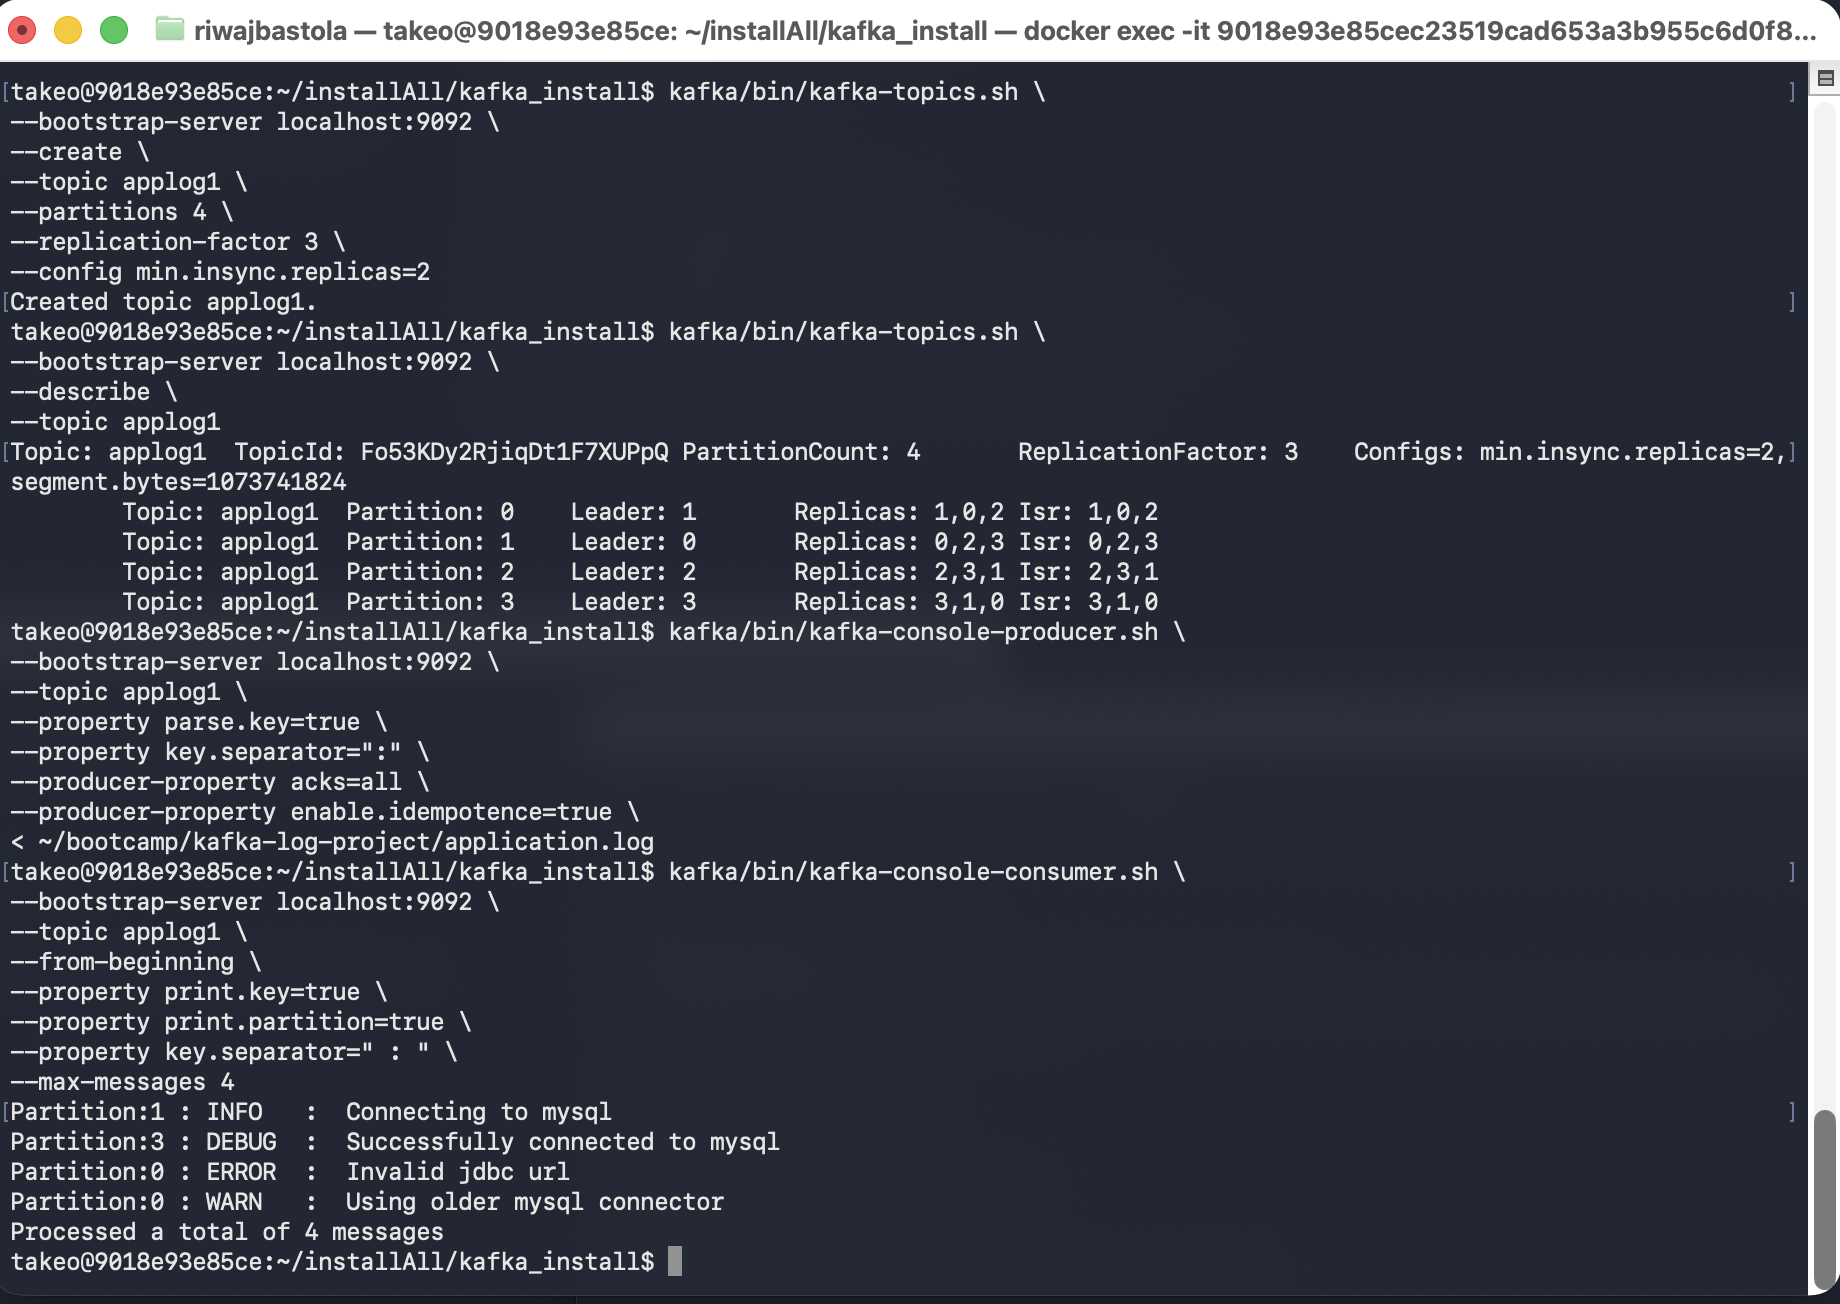 riwajbastola — takeo@9018e93e85ce: ~/installAll/kafka_install — docker exec -it 9018e93e85cec23519cad653a3b955c6d0f8...
[takeo@9018e93e85ce:~/installAll/kafka_install$ kafka/bin/kafka-topics.sh \ ]
--bootstrap-server localhost:9092 \
--create \
--topic applog1 \
--partitions 4 \
--replication-factor 3 \
--config min.insync.replicas=2
[Created topic applog1. ]
takeo@9018e93e85ce:~/installAll/kafka_install$ kafka/bin/kafka-topics.sh \
--bootstrap-server localhost:9092 \
--describe \
--topic applog1
[Topic: applog1  TopicId: Fo53KDy2RjiqDt1F7XUPpQ PartitionCount: 4       ReplicationFactor: 3    Configs: min.insync.replicas=2,]
segment.bytes=1073741824
        Topic: applog1  Partition: 0    Leader: 1       Replicas: 1,0,2 Isr: 1,0,2
        Topic: applog1  Partition: 1    Leader: 0       Replicas: 0,2,3 Isr: 0,2,3
        Topic: applog1  Partition: 2    Leader: 2       Replicas: 2,3,1 Isr: 2,3,1
        Topic: applog1  Partition: 3    Leader: 3       Replicas: 3,1,0 Isr: 3,1,0
takeo@9018e93e85ce:~/installAll/kafka_install$ kafka/bin/kafka-console-producer.sh \
--bootstrap-server localhost:9092 \
--topic applog1 \
--property parse.key=true \
--property key.separator=":" \
--producer-property acks=all \
--producer-property enable.idempotence=true \
< ~/bootcamp/kafka-log-project/application.log
[takeo@9018e93e85ce:~/installAll/kafka_install$ kafka/bin/kafka-console-consumer.sh \ ]
--bootstrap-server localhost:9092 \
--topic applog1 \
--from-beginning \
--property print.key=true \
--property print.partition=true \
--property key.separator=" : " \
--max-messages 4
[Partition:1 : INFO   :  Connecting to mysql ]
Partition:3 : DEBUG  :  Successfully connected to mysql
Partition:0 : ERROR  :  Invalid jdbc url
Partition:0 : WARN   :  Using older mysql connector
Processed a total of 4 messages
takeo@9018e93e85ce:~/installAll/kafka_install$